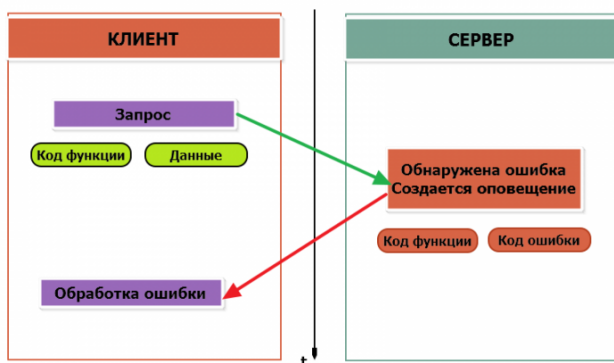 КЛИЕНТ
СЕРВЕР
Запрос
Код функции
Данные
Обнаружена ошибка
Создается оповещение
Код функции
Код ошибки
Обработка ошибки
t